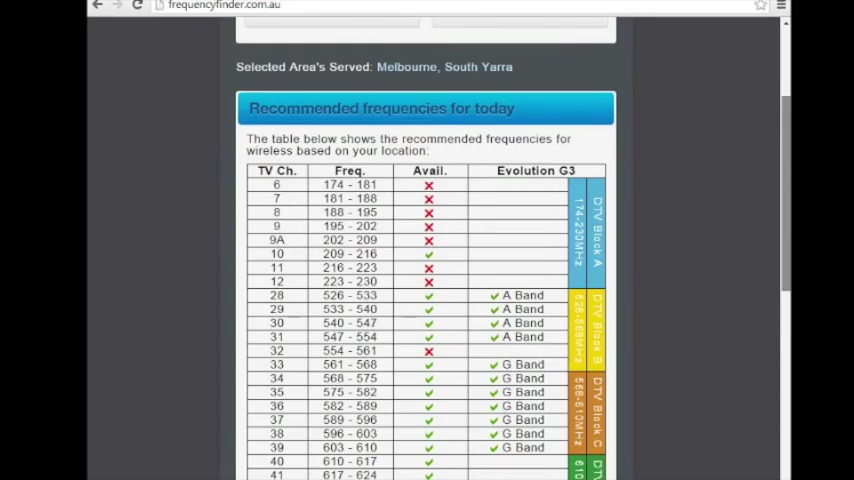 frequencyfinder.com.au
Selected Area's Served: Melbourne, South Yarra
Recommended frequencies for today
The table below shows the recommended frequencies for
wireless based on your location:
TV Ch. Freq. Avail. Evolution G3
6 174 - 181
7 181 - 188
8 188 - 195
9 195 - 202
9A 202 - 209
10 209 - 216
11 216 - 223
12 223 - 230
174-230MHz
DTV Block A
28 526 - 533 A Band
29 533 - 540 A Band
30 540 - 547 A Band
31 547 - 554 A Band
32 554 - 561
33 561 - 568 G Band
526-568MHz
DTV Block B
34 568 - 575 G Band
35 575 - 582 G Band
36 582 - 589 G Band
37 589 - 596 G Band
38 596 - 603 G Band
39 603 - 610 G Band
568-610MHz
DTV Block C
40 610 - 617
41 617 - 624
610
DTV